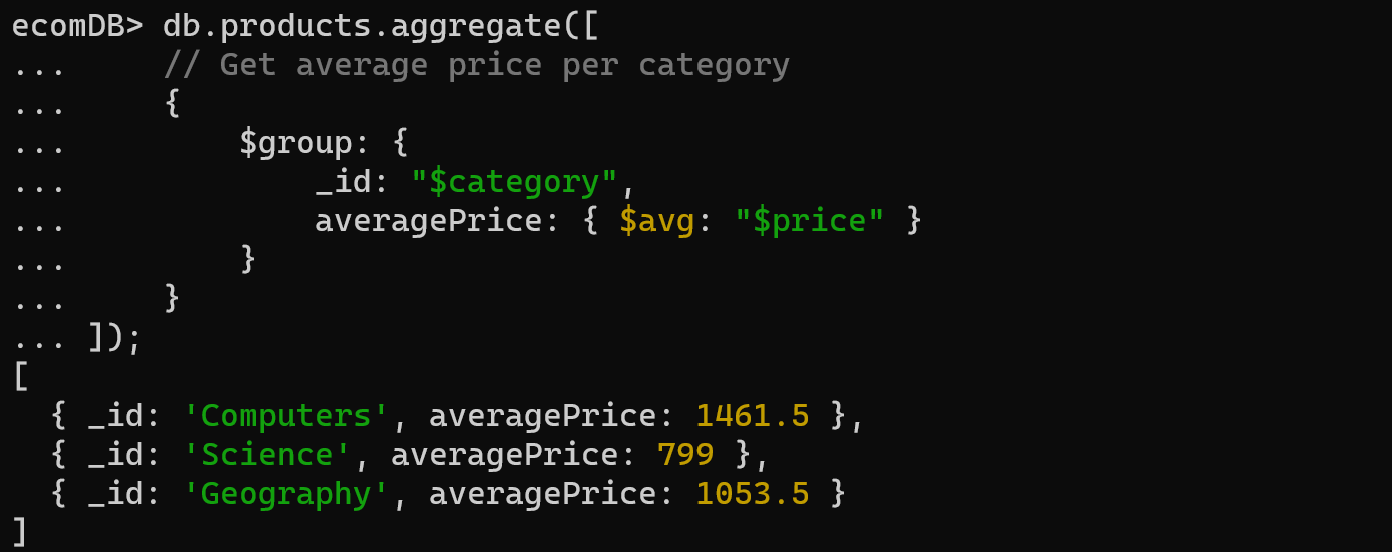 ecomDB> db.products.aggregate([
...     // Get average price per category
...     {
...         $group: {
...             _id: "$category",
...             averagePrice: { $avg: "$price" }
...         }
...     }
... ]);
[
  { _id: 'Computers', averagePrice: 1461.5 },
  { _id: 'Science', averagePrice: 799 },
  { _id: 'Geography', averagePrice: 1053.5 }
]